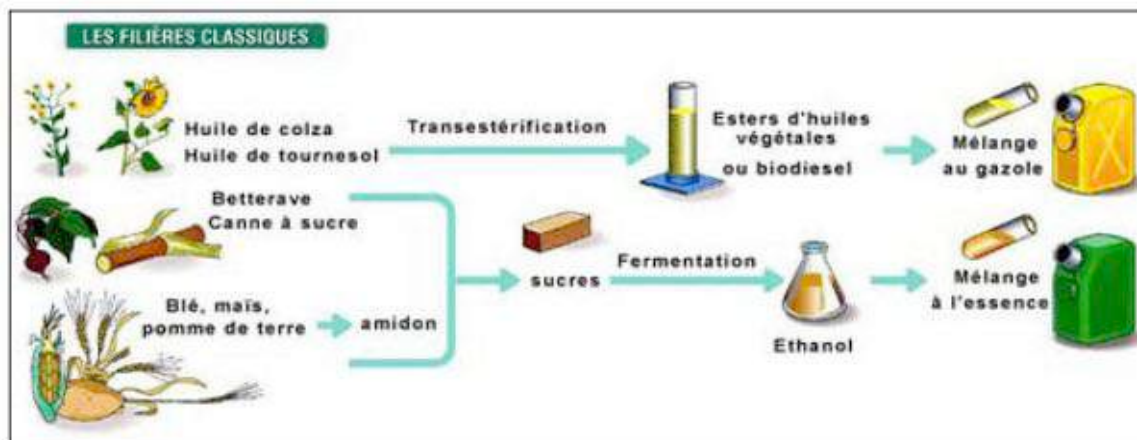 LES FILIÈRES CLASSIQUES
Huile de colza
Huile de tournesol
Transestérification
Esters d'huiles
végétales
ou biodiesel
Mélange
au gazole
Betterave
Canne à sucre
sucres
Fermentation
Ethanol
Mélange
à l'essence
Blé, maïs,
pomme de terre
amidon